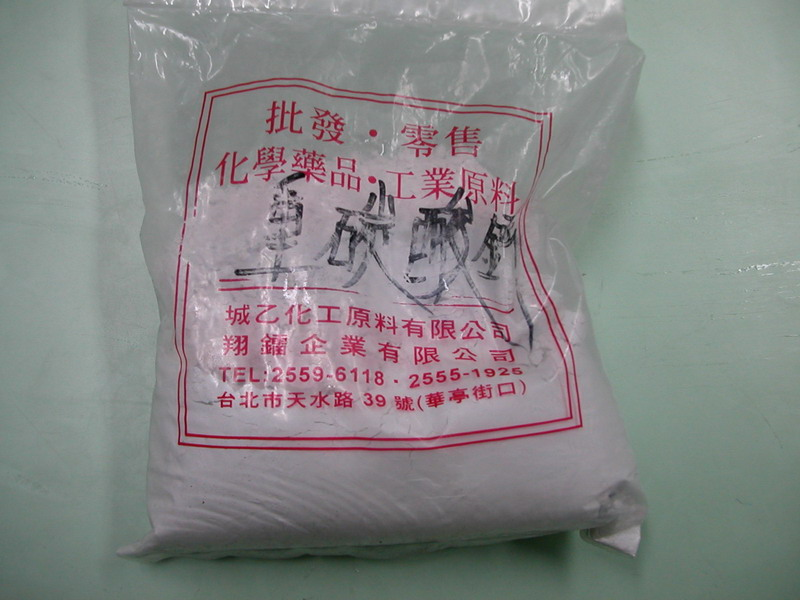 批發·零售
化學藥品·工業原料
重碳酸鈉
城乙化工原料有限公司
翔鑼企業有限公司
TEL:2559-6118·2555-1925
台北市天水路39號(華亭街口)